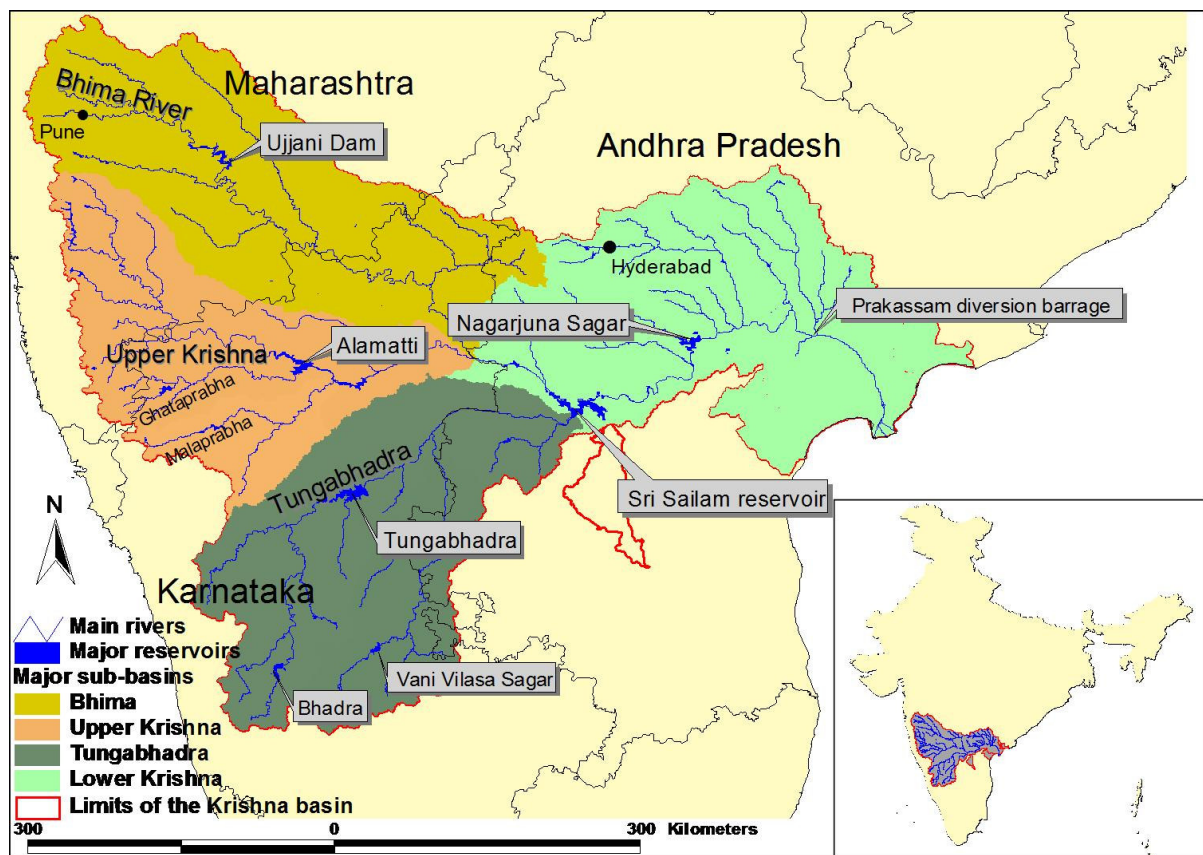 Maharashtra
Bhima River
Pune
Ujjani Dam
Andhra Pradesh
Hyderabad
Nagarjuna Sagar
Prakassam diversion barrage
Upper Krishna
Alamatti
Ghataprabha
Malaprabha
Tungabhadra
Sri Sailam reservoir
N
Tungabhadra
Karnataka
Vani Vilasa Sagar
Bhadra
Main rivers
Major reservoirs
Major sub-basins
Bhima
Upper Krishna
Tungabhadra
Lower Krishna
Limits of the Krishna basin
300 0 300 Kilometers